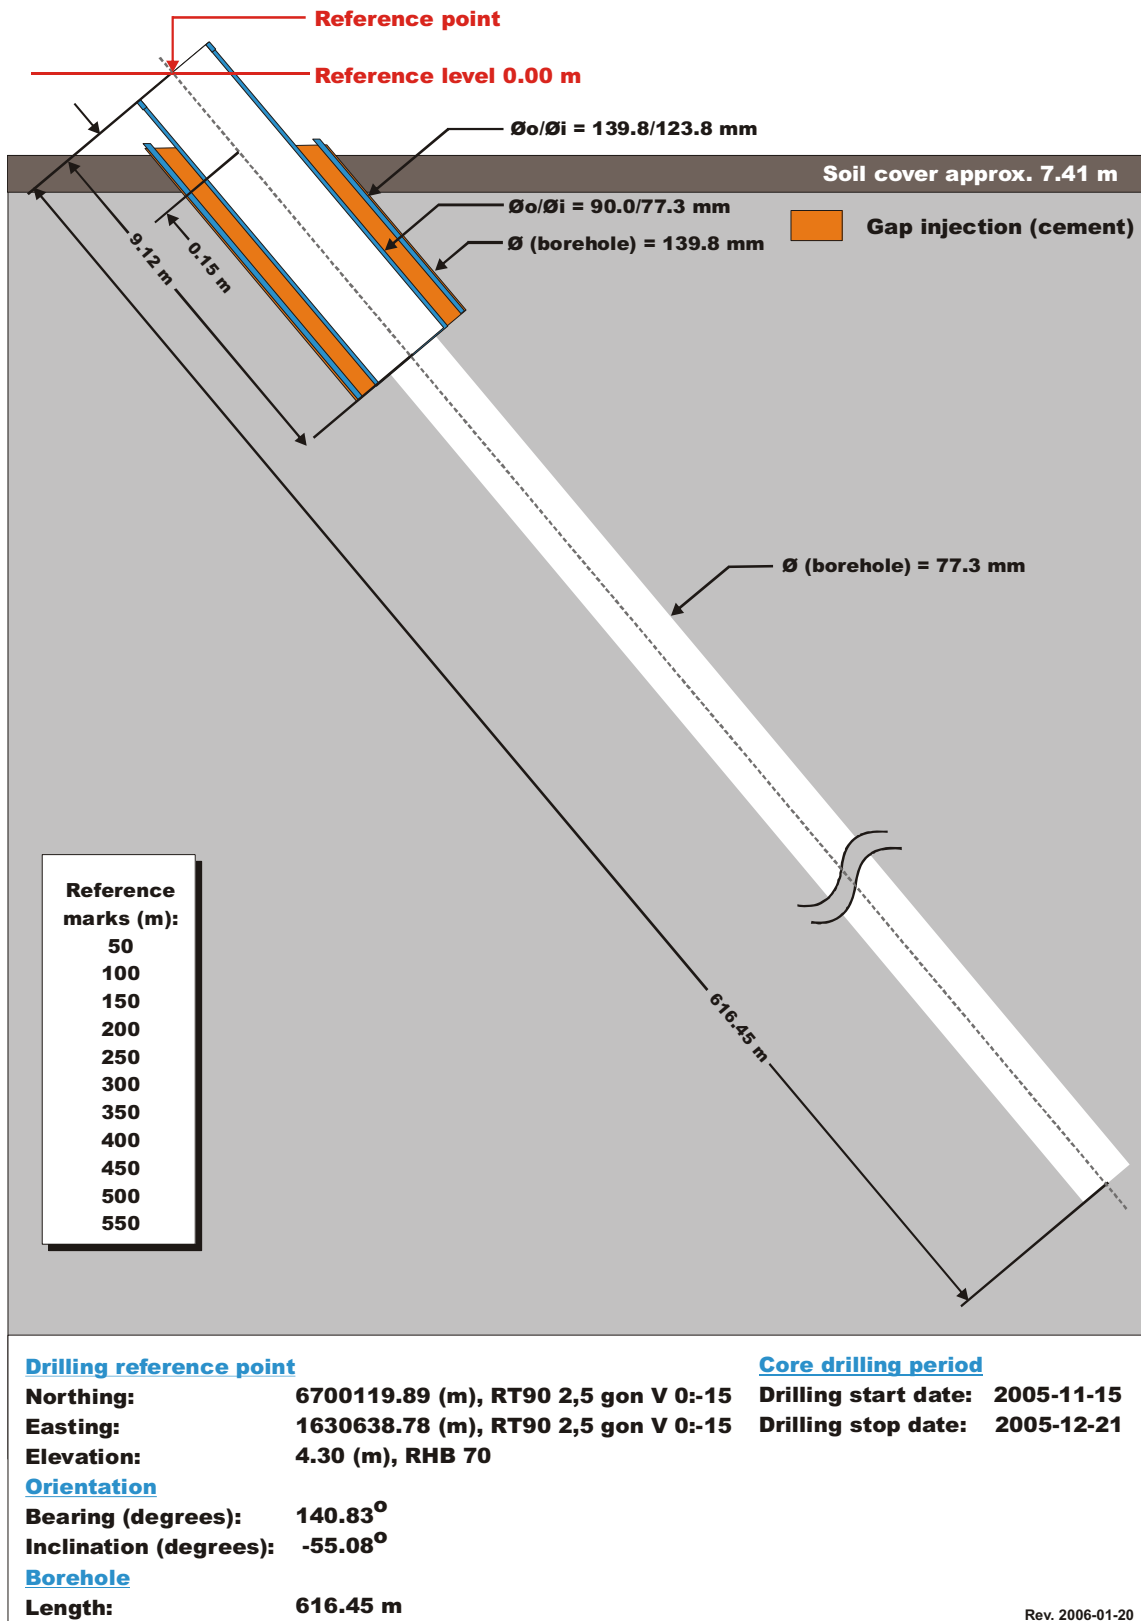 Reference point
Reference level 0.00 m
Øo/Øi = 139.8/123.8 mm
Soil cover approx. 7.41 m
Øo/Øi = 90.0/77.3 mm
Gap injection (cement)
Ø (borehole) = 139.8 mm
9.12 m
0.15 m
Ø (borehole) = 77.3 mm
616.45 m
Reference
marks (m):
50
100
150
200
250
300
350
400
450
500
550
Drilling reference point
Northing: 6700119.89 (m), RT90 2,5 gon V 0:-15
Easting: 1630638.78 (m), RT90 2,5 gon V 0:-15
Elevation: 4.30 (m), RHB 70
Orientation
Bearing (degrees): 140.83°
Inclination (degrees): -55.08°
Borehole
Length: 616.45 m
Core drilling period
Drilling start date: 2005-11-15
Drilling stop date: 2005-12-21
Rev. 2006-01-20